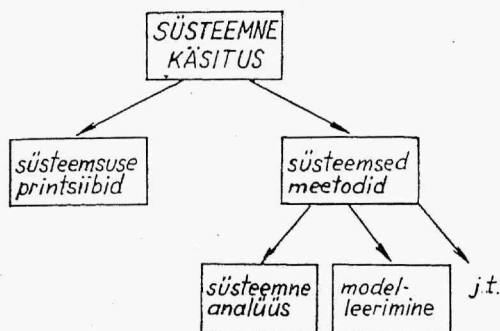 SÜSTEEMNE
KÄSITUS
süsteemsuse
printsiibid
süsteemsed
meetodid
süsteemne
analüüs
model-
leerimine
j.t.